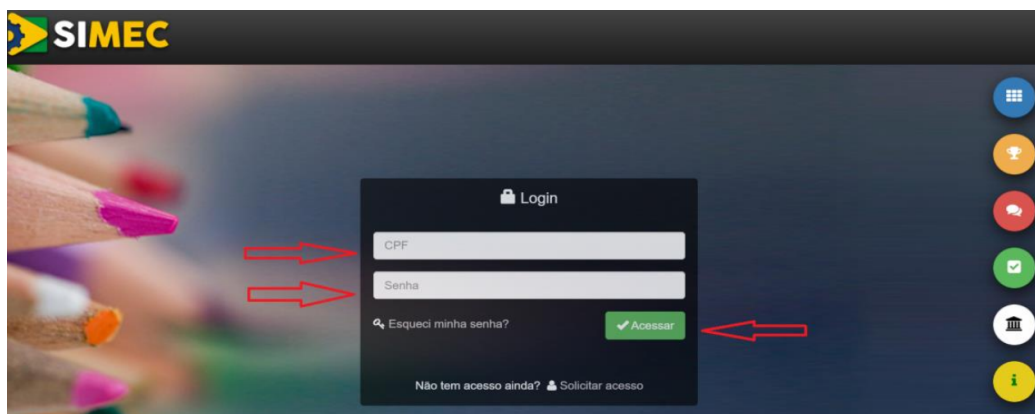 SIMEC
Login
CPF
Senha
Esqueci minha senha?
Acessar
Não tem acesso ainda? Solicitar acesso